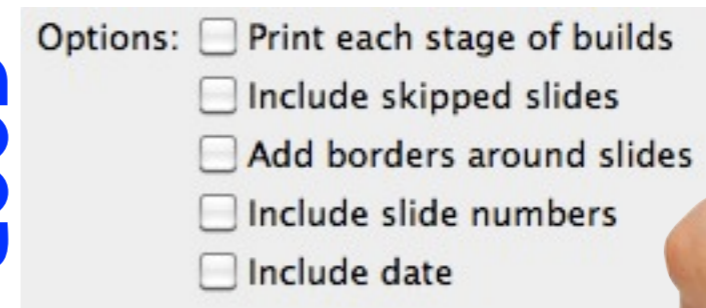 Options: Print each stage of builds
Include skipped slides
Add borders around slides
Include slide numbers
Include date